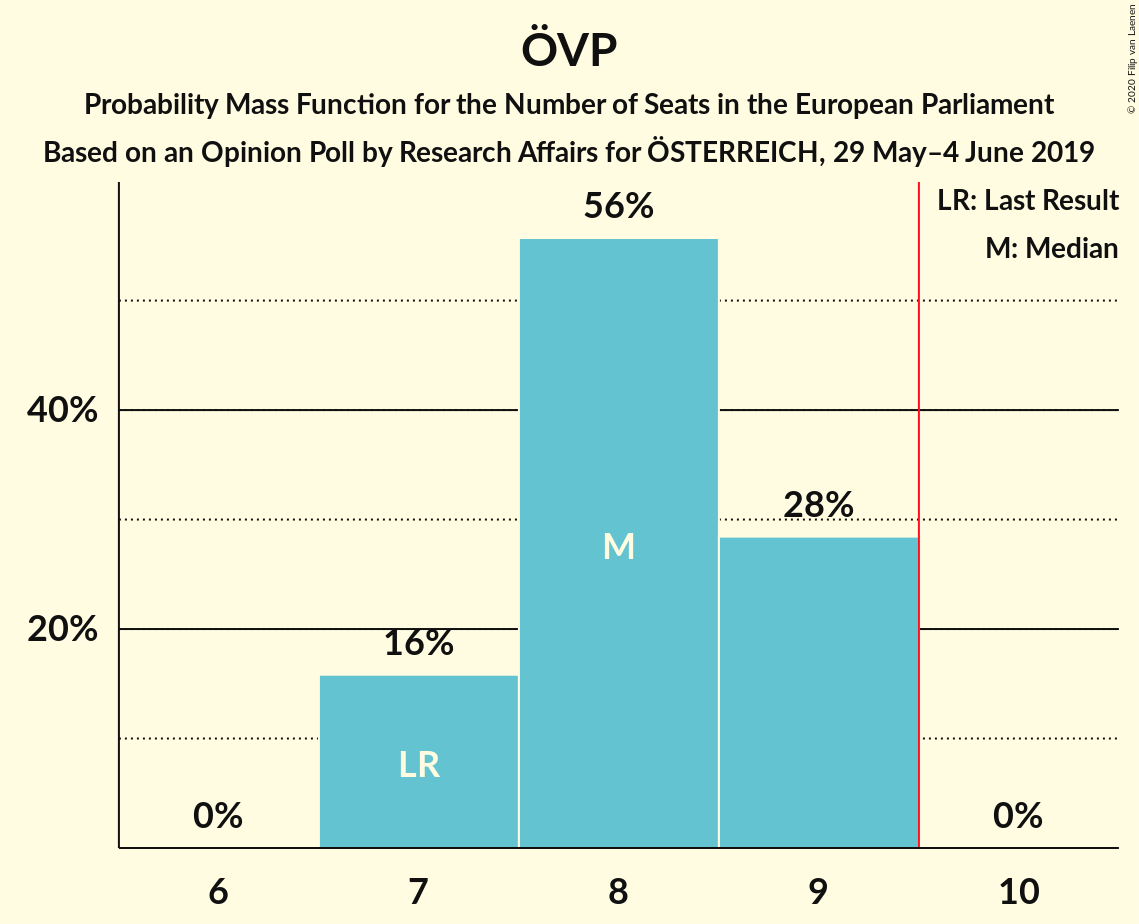 ÖVP
Probability Mass Function for the Number of Seats in the European Parliament
Based on an Opinion Poll by Research Affairs for ÖSTERREICH, 29 May–4 June 2019
© 2020 Filip van Laenen
LR: Last Result
M: Median
56%
40%
28%
M
20%
16%
LR
0%
0%
6 7 8 9 10